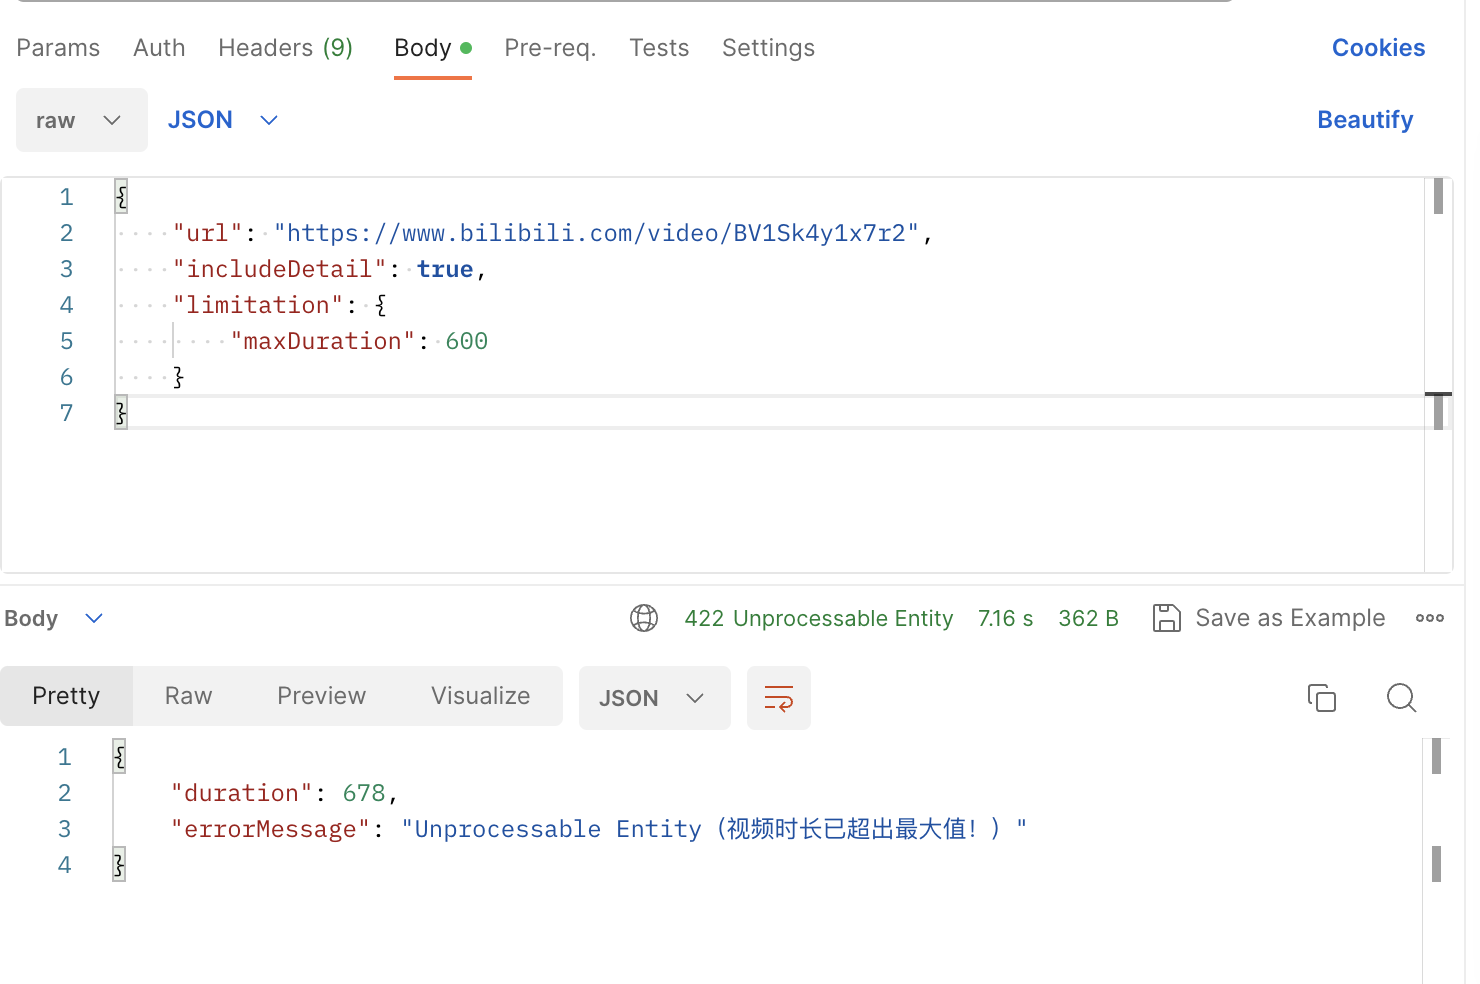 Params Auth Headers (9) Body Pre-req. Tests Settings Cookies
raw JSON Beautify
1 {
2 "url": "https://www.bilibili.com/video/BV1Sk4y1x7r2",
3 "includeDetail": true,
4 "limitation": {
5 "maxDuration": 600
6 }
7 }
Body 422 Unprocessable Entity 7.16 s 362 B Save as Example
Pretty Raw Preview Visualize JSON
1 {
2 "duration": 678,
3 "errorMessage": "Unprocessable Entity（视频时长已超出最大值！）"
4 }